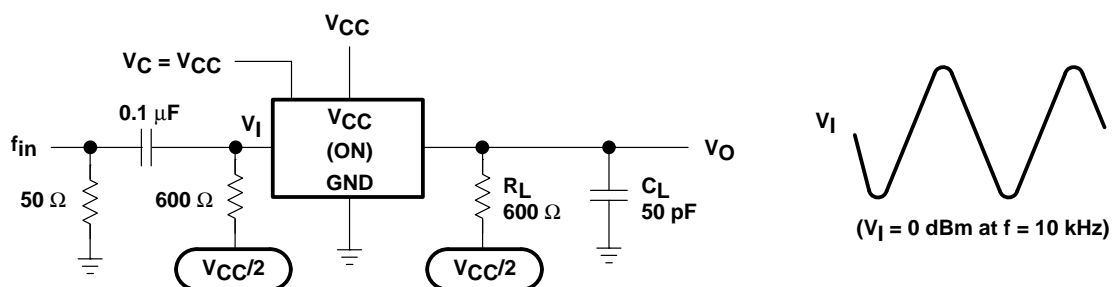 VCC
VC = VCC
0.1 μF
fin
VI
VCC
(ON)
GND
VO
50 Ω
600 Ω
RL
600 Ω
CL
50 pF
VCC/2
VCC/2
VI
(VI = 0 dBm at f = 10 kHz)